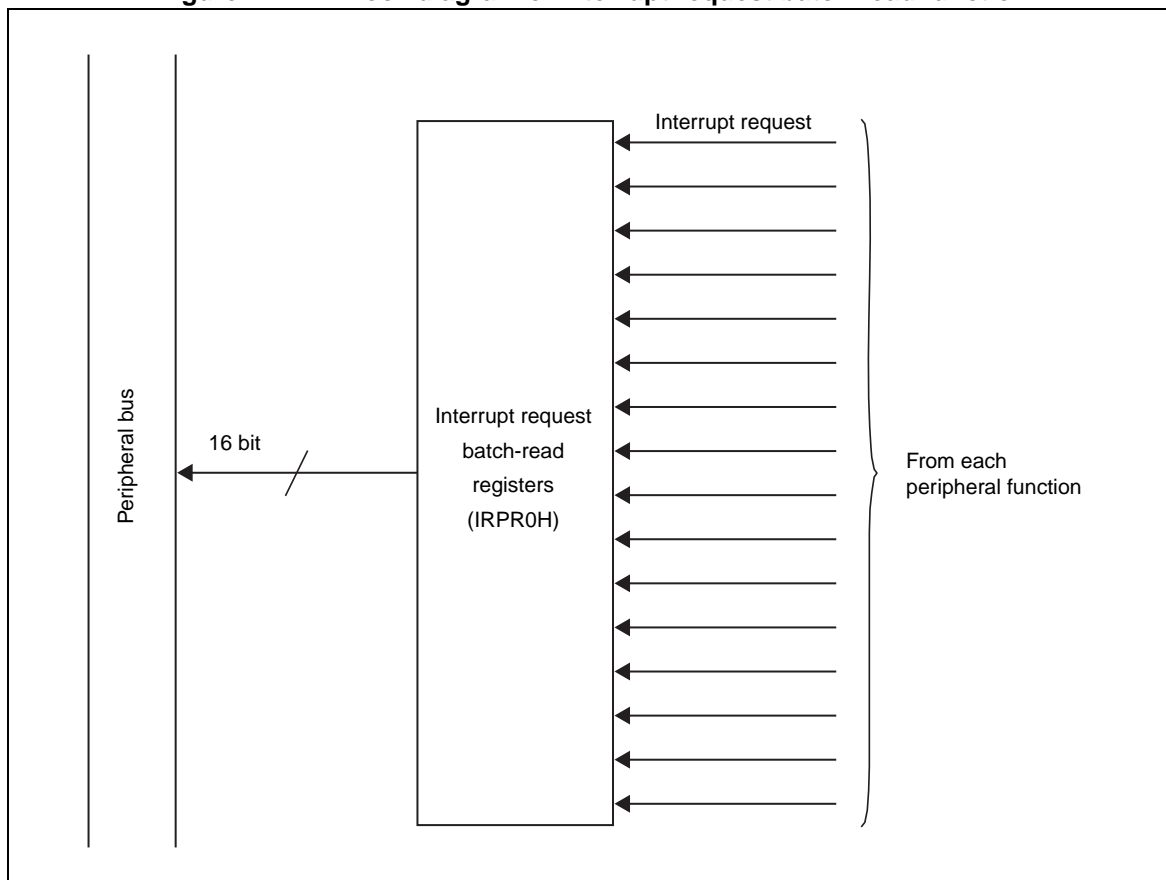 Interrupt request
Peripheral bus
16 bit
Interrupt request
batch-read
registers
(IRPR0H)
From each
peripheral function